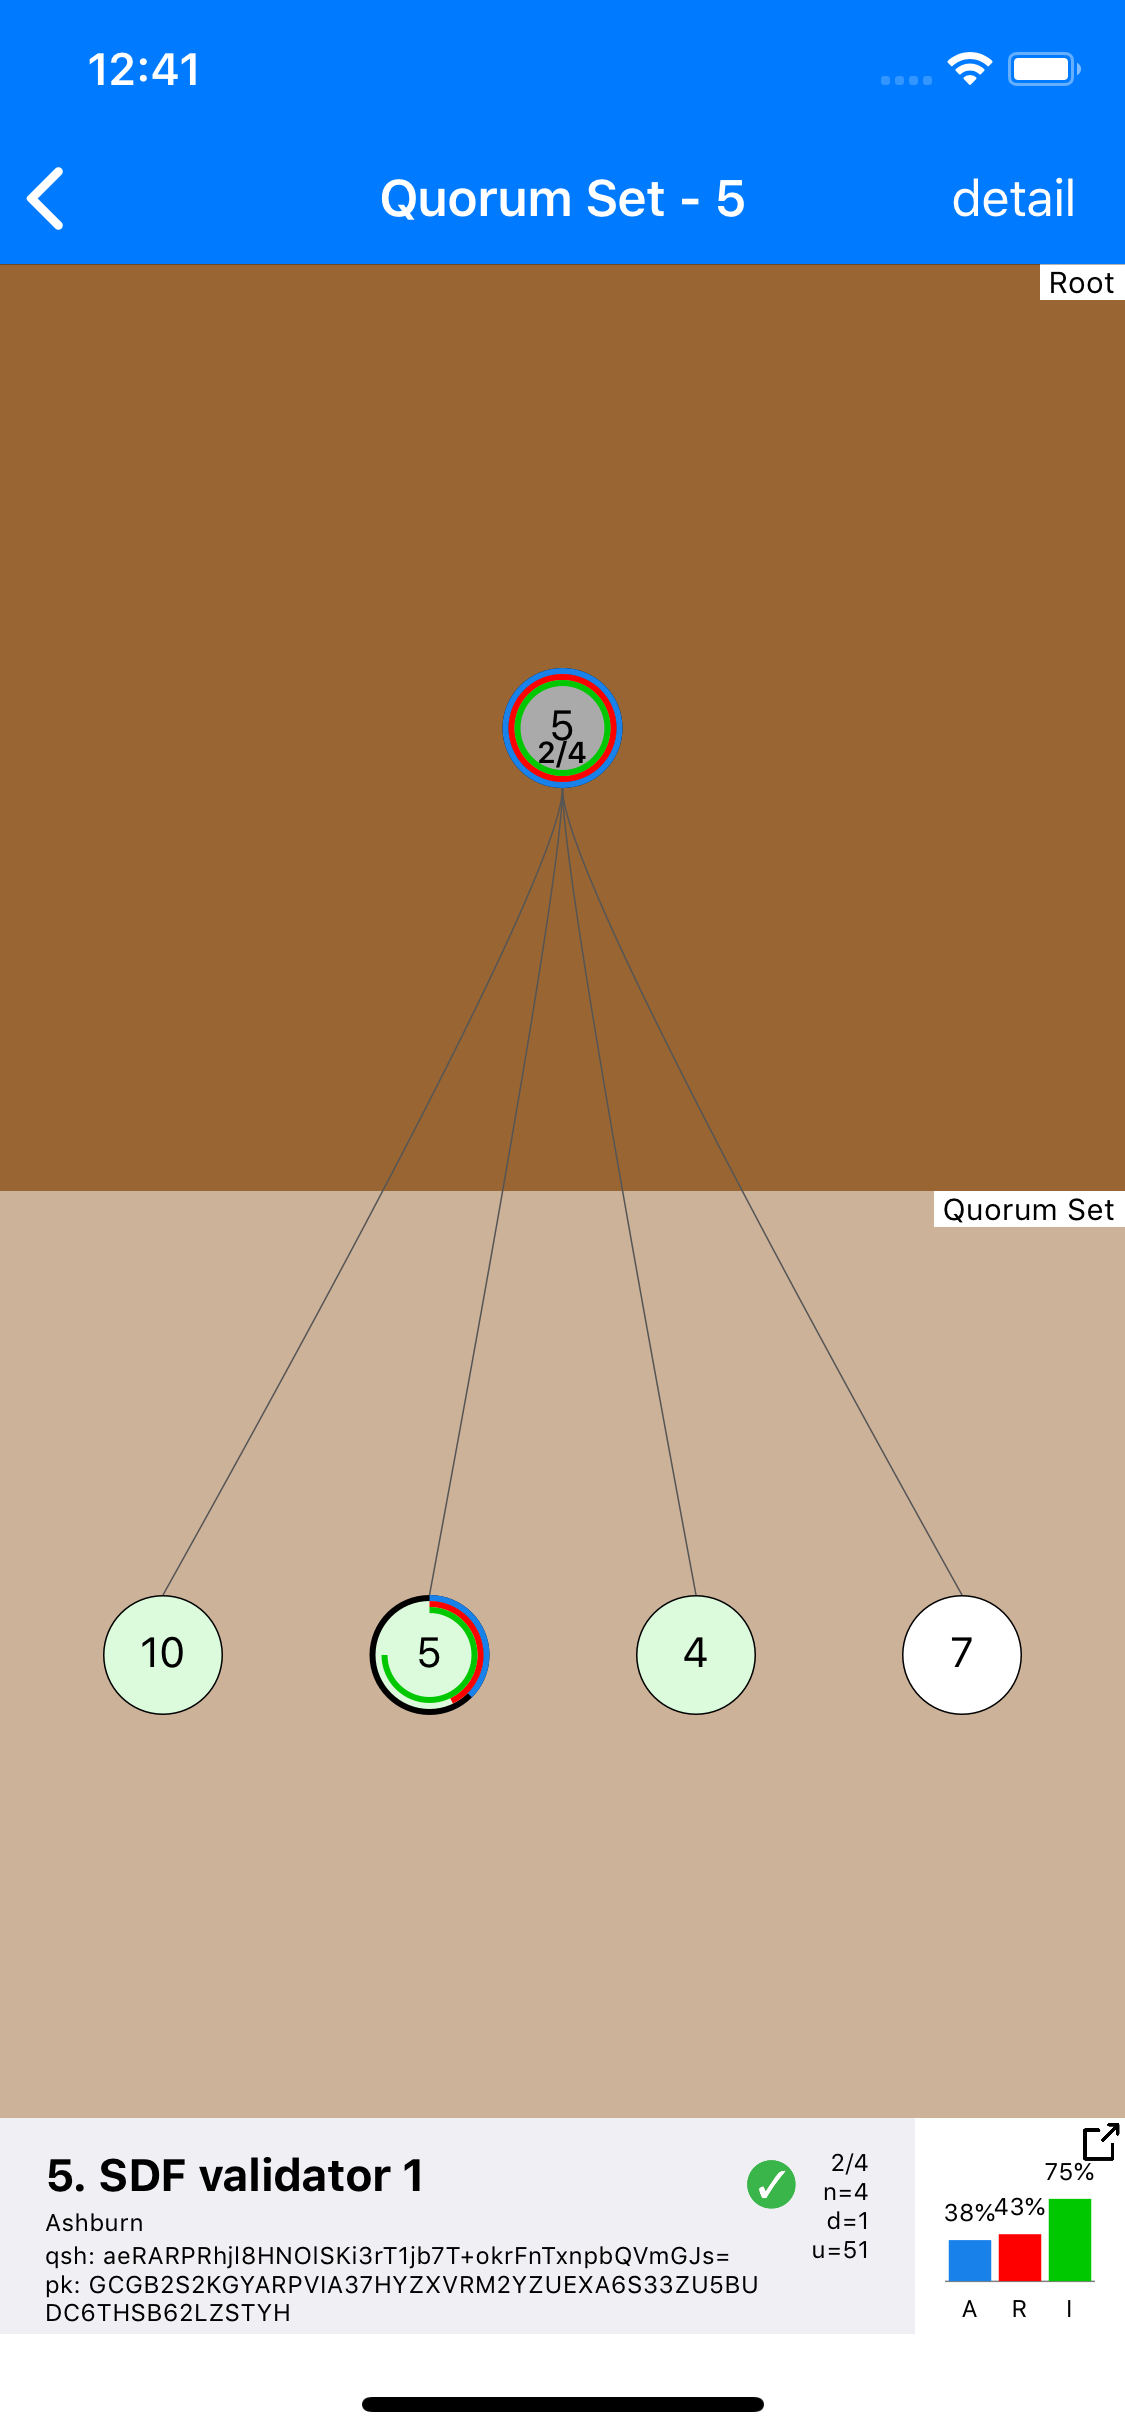 12:41
Quorum Set - 5
detail
Root
5
2/4
Quorum Set
10
5
4
7
5. SDF validator 1
Ashburn
qsh: aeRARPRhjl8HNOlSKi3rT1jb7T+okrFnTxnpbQVmGJs=
pk: GCGB2S2KGYARPVIA37HYZXVRM2YZUEXA6S33ZU5BU
DC6THSB62LZSTYH
2/4
n=4
d=1
u=51
38%
43%
75%
A
R
I